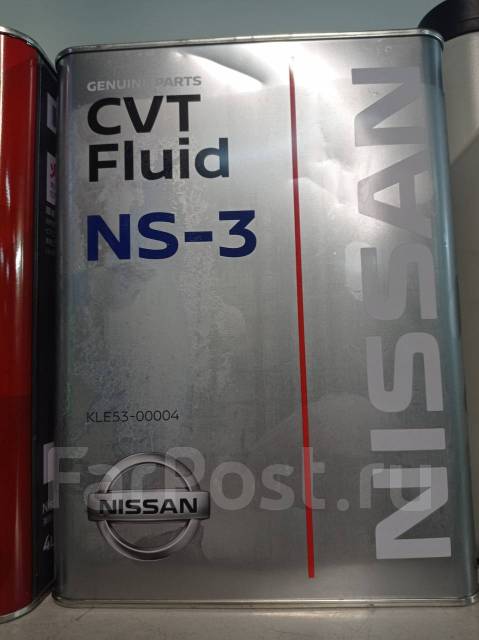 GENUINE PARTS
CVT
Fluid
NS-3
KLE53-00004
NISSAN
NISSAN
FarPost.ru